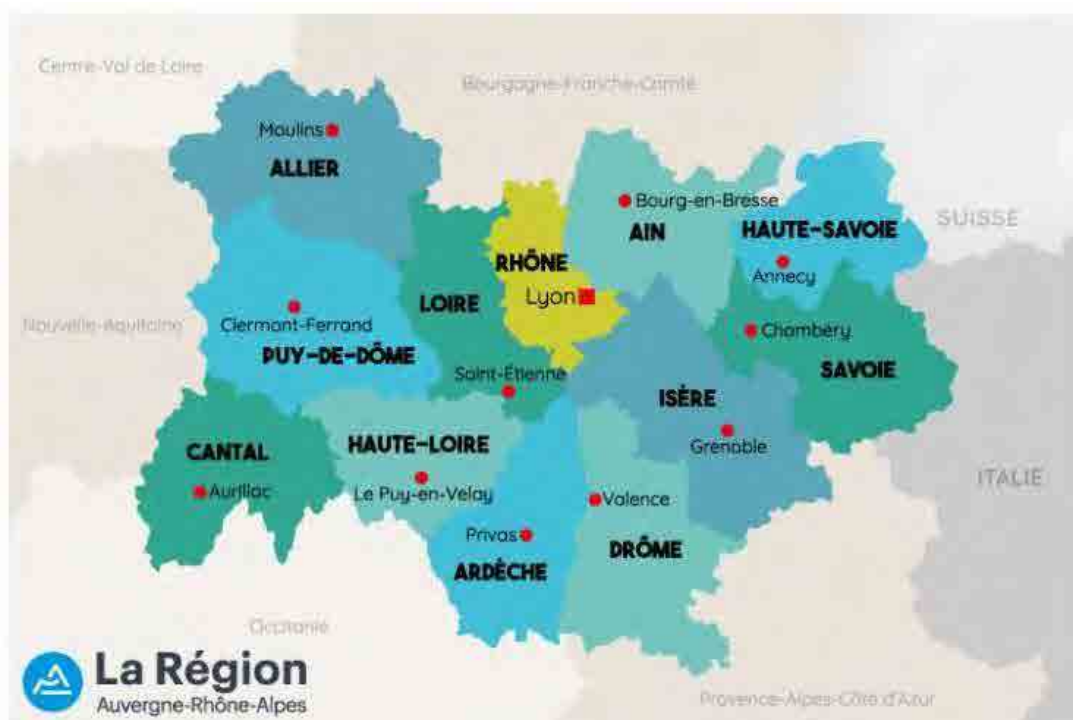 Centre-Val de Loire
Bourgogne-Franche-Comté
Moulins
ALLIER
Bourg-en-Bresse
AIN
HAUTE-SAVOIE
SUISSE
RHÔNE
Annecy
Lyon
LOIRE
Nouvelle-Aquitaine
Clermont-Ferrand
PUY-DE-DÔME
Chambéry
SAVOIE
Saint-Étienne
ISÈRE
CANTAL
HAUTE-LOIRE
Grenoble
ITALIE
Aurillac
Le Puy-en-Velay
Valence
Privas
DRÔME
ARDÈCHE
Occitanie
La Région
Auvergne-Rhône-Alpes
Provence-Alpes-Côte d'Azur